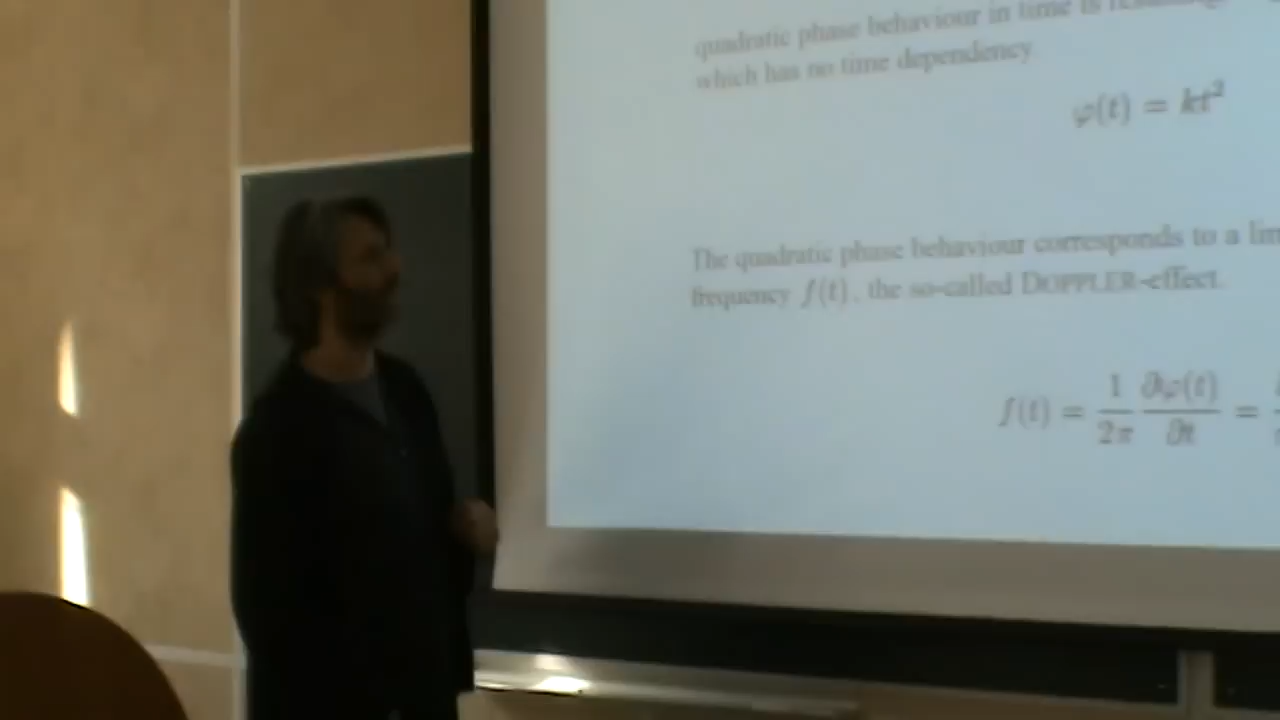 quadratic phase behaviour in time is
which has no time dependency
φ(t) = kt²
The quadratic phase behaviour corresponds to a
frequency f(t), the so-called DOPPLER-effect.
f(t) = 1/2π ∂φ(t)/∂t =